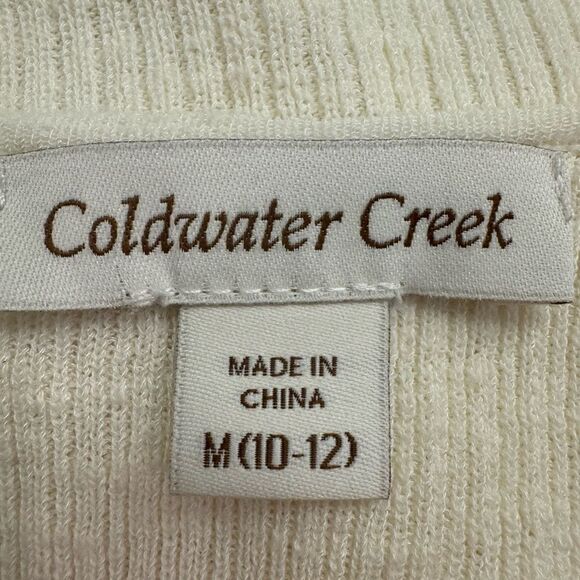 Coldwater Creek
MADE IN
CHINA
M (10-12)